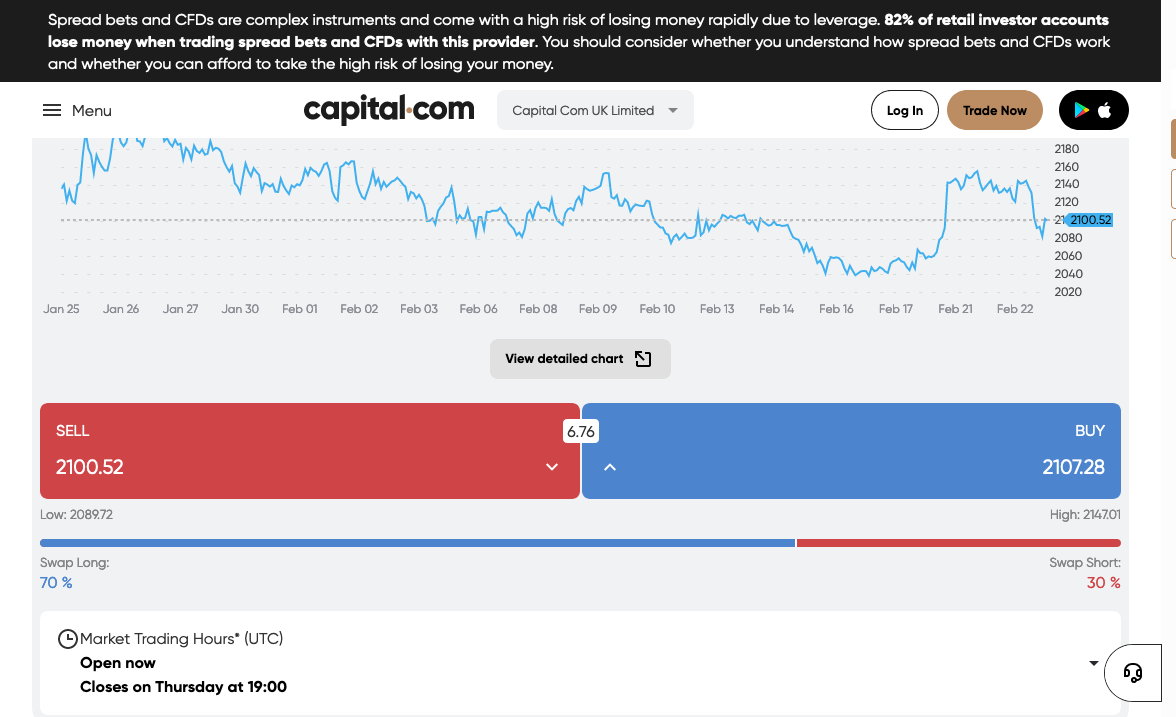 Spread bets and CFDs are complex instruments and come with a high risk of losing money rapidly due to leverage. 82% of retail investor accounts
lose money when trading spread bets and CFDs with this provider. You should consider whether you understand how spread bets and CFDs work
and whether you can afford to take the high risk of losing your money.
Menu
capital.com
Capital Com UK Limited
Log In
Trade Now
2180
2160
2140
2120
2100.52
2080
2060
2040
2020
Jan 25 Jan 26 Jan 27 Jan 30 Feb 01 Feb 02 Feb 03 Feb 06 Feb 08 Feb 09 Feb 10 Feb 13 Feb 14 Feb 16 Feb 17 Feb 21 Feb 22
View detailed chart
SELL
6.76
BUY
2100.52
2107.28
Low: 2089.72
High: 2147.01
Swap Long:
Swap Short:
70 %
30 %
Market Trading Hours* (UTC)
Open now
Closes on Thursday at 19:00